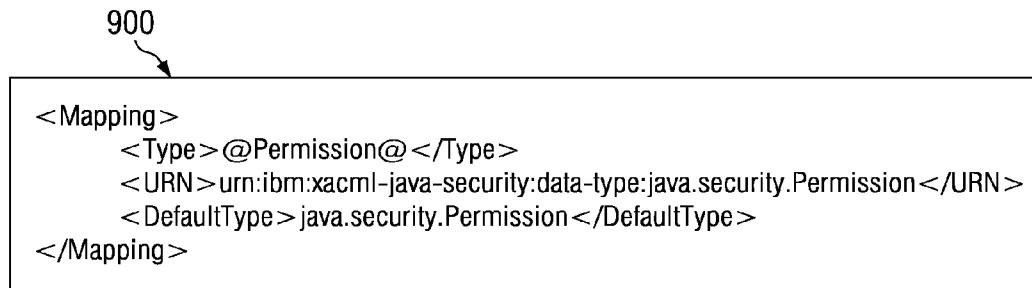 900
<Mapping>
<Type>@Permission@</Type>
<URN>urn:ibm:xacml-java-security:data-type:java.security.Permission</URN>
<DefaultType>java.security.Permission</DefaultType>
</Mapping>